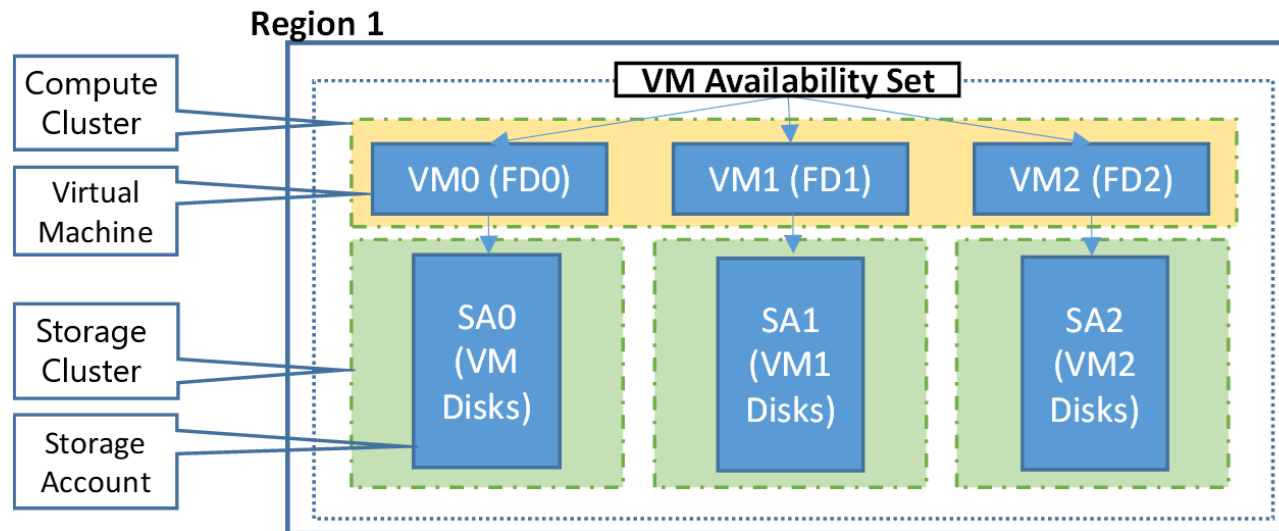 Region 1
Compute
Cluster
VM Availability Set
Virtual
Machine
VM0 (FD0)
VM1 (FD1)
VM2 (FD2)
Storage
Cluster
SA0
(VM
Disks)
SA1
(VM1
Disks)
SA2
(VM2
Disks)
Storage
Account